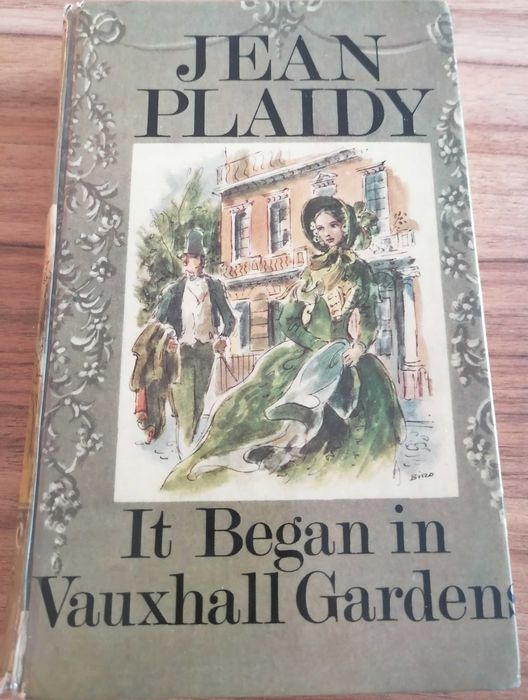 JEAN
PLAIDY
It Began in
Vauxhall Gardens